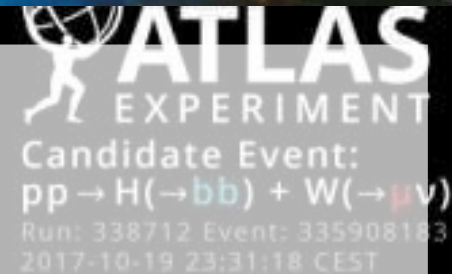 ATLAS
EXPERIMENT
Candidate Event:
pp→H(→bb) + W(→μν)
Run: 338712 Event: 335908183
2017-10-19 23:31:18 CEST